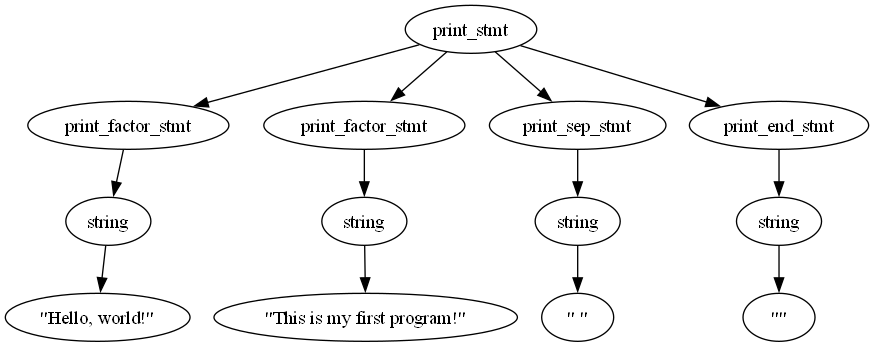 print_stmt
print_factor_stmt print_factor_stmt print_sep_stmt print_end_stmt
string string string string
"Hello, world!" "This is my first program!" " " ""